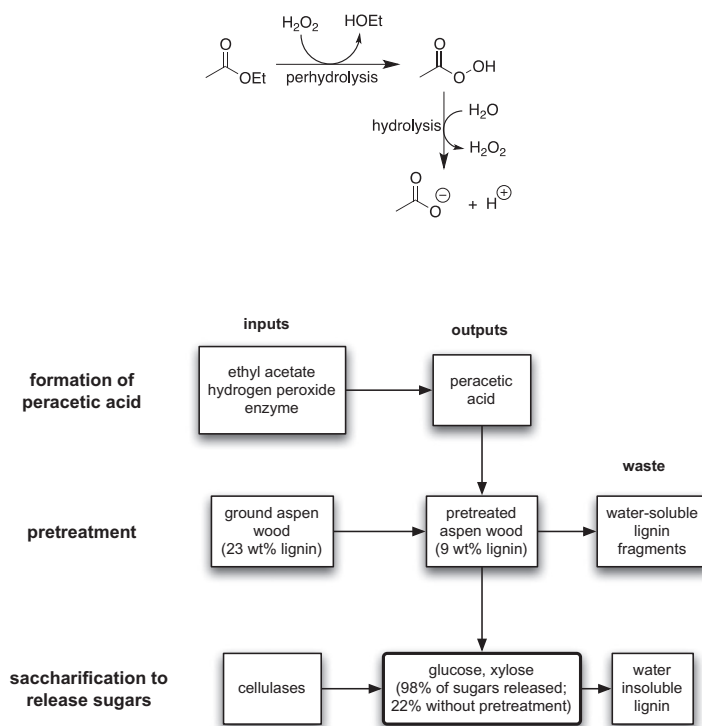 O
OEt
H₂O₂
HOEt
perhydrolysis
O
O
OH
hydrolysis
H₂O
H₂O₂
O
O
⊖
+ H
⊕
inputs
outputs
formation of
peracetic acid
ethyl acetate
hydrogen peroxide
enzyme
peracetic
acid
waste
pretreatment
ground aspen
wood
(23 wt% lignin)
pretreated
aspen wood
(9 wt% lignin)
water-soluble
lignin
fragments
saccharification to
release sugars
cellulases
glucose, xylose
(98% of sugars released;
22% without pretreatment)
water
insoluble
lignin